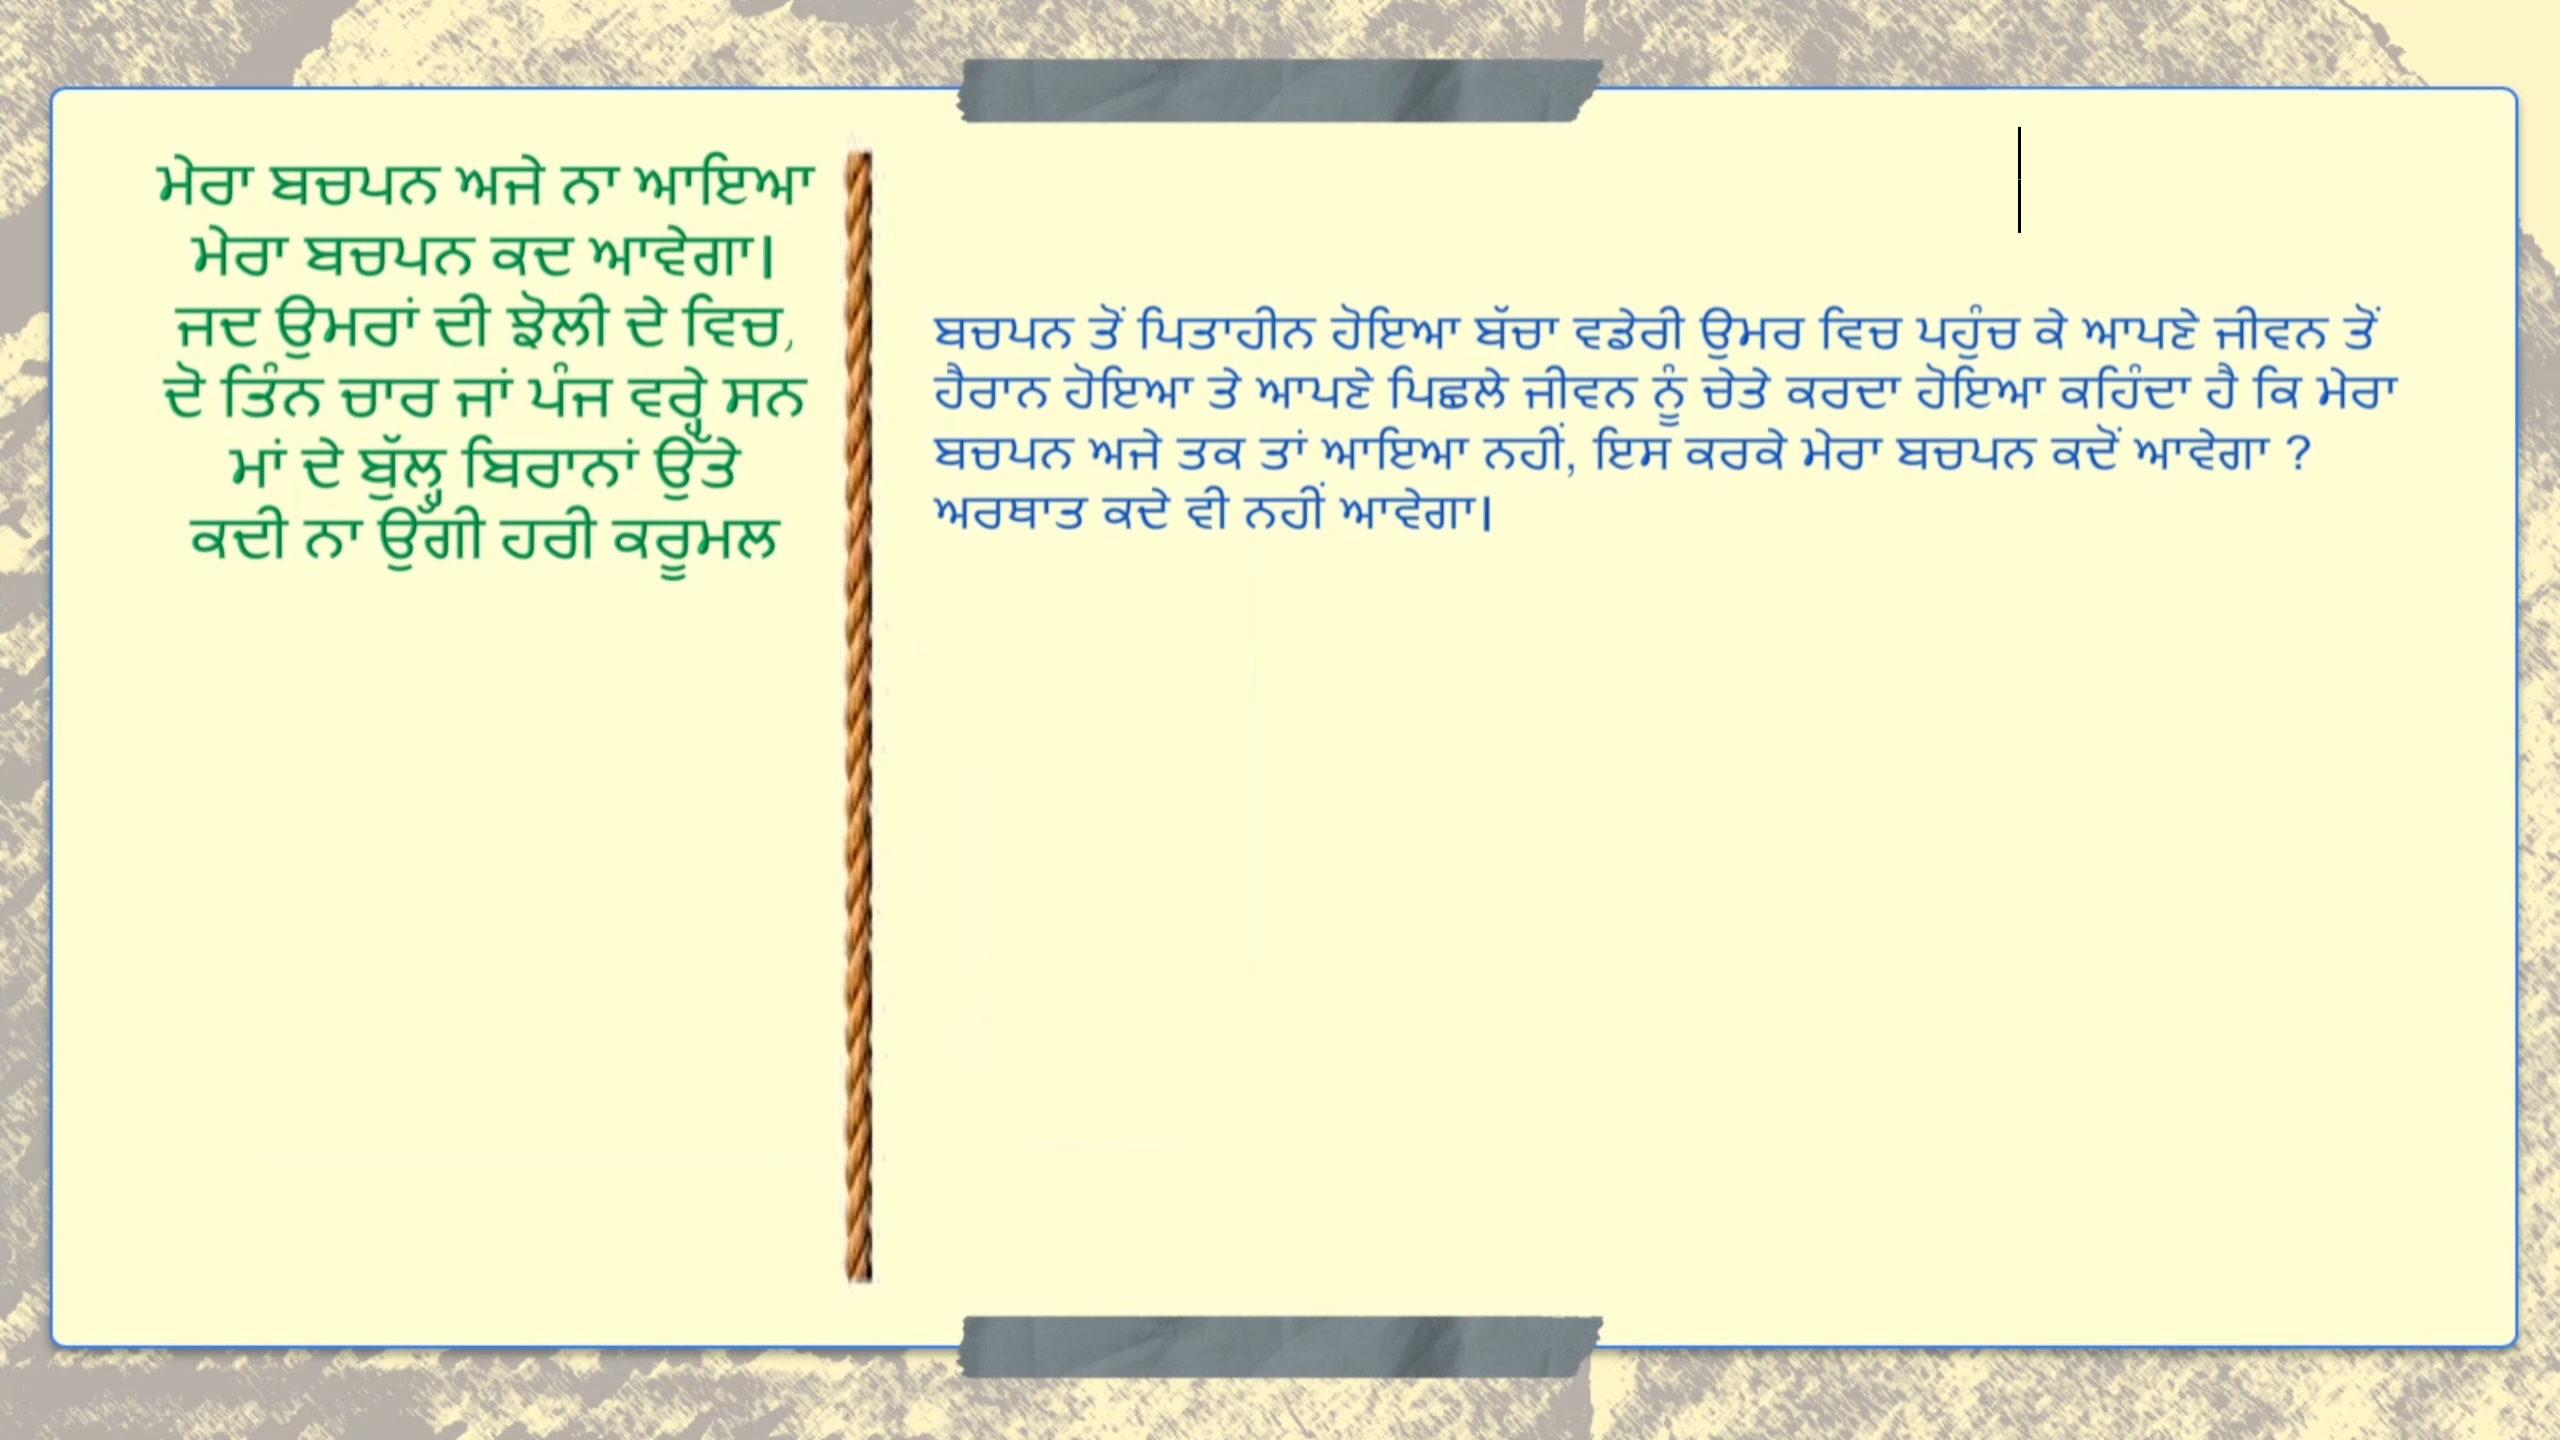 ਮੇਰਾ ਬਚਪਨ ਅਜੇ ਨਾ ਆਇਆ
ਮੇਰਾ ਬਚਪਨ ਕਦ ਆਵੇਗਾ।
ਜਦ ਉਮਰਾਂ ਦੀ ਝੋਲੀ ਦੇ ਵਿਚ,
ਦੋ ਤਿੰਨ ਚਾਰ ਜਾਂ ਪੰਜ ਵਰ੍ਹੇ ਸਨ
ਮਾਂ ਦੇ ਬੁੱਲ੍ਹ ਬਿਰਾਨਾਂ ਉੱਤੇ
ਕਦੀ ਨਾ ਉੱਗੀ ਹਰੀ ਕਰੂਮਲ
ਬਚਪਨ ਤੋਂ ਪਿਤਾਹੀਨ ਹੋਇਆ ਬੱਚਾ ਵਡੇਰੀ ਉਮਰ ਵਿਚ ਪਹੁੰਚ ਕੇ ਆਪਣੇ ਜੀਵਨ ਤੋਂ
ਹੈਰਾਨ ਹੋਇਆ ਤੇ ਆਪਣੇ ਪਿਛਲੇ ਜੀਵਨ ਨੂੰ ਚੇਤੇ ਕਰਦਾ ਹੋਇਆ ਕਹਿੰਦਾ ਹੈ ਕਿ ਮੇਰਾ
ਬਚਪਨ ਅਜੇ ਤਕ ਤਾਂ ਆਇਆ ਨਹੀਂ, ਇਸ ਕਰਕੇ ਮੇਰਾ ਬਚਪਨ ਕਦੋਂ ਆਵੇਗਾ ?
ਅਰਥਾਤ ਕਦੇ ਵੀ ਨਹੀਂ ਆਵੇਗਾ।